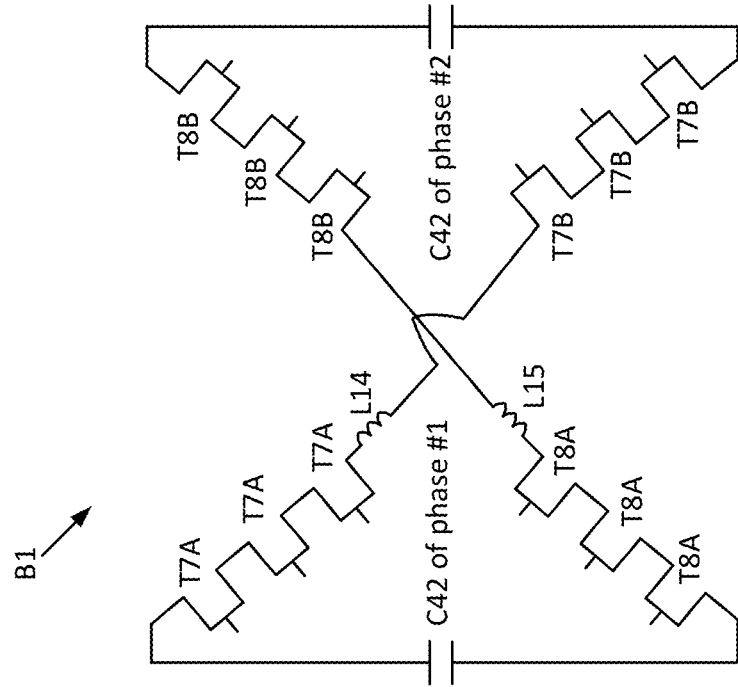 B1
T7A
T7A
T7A
L14
C42 of phase #1
T8A
T8A
T8A
L15
T8B
T8B
T8B
C42 of phase #2
T7B
T7B
T7B